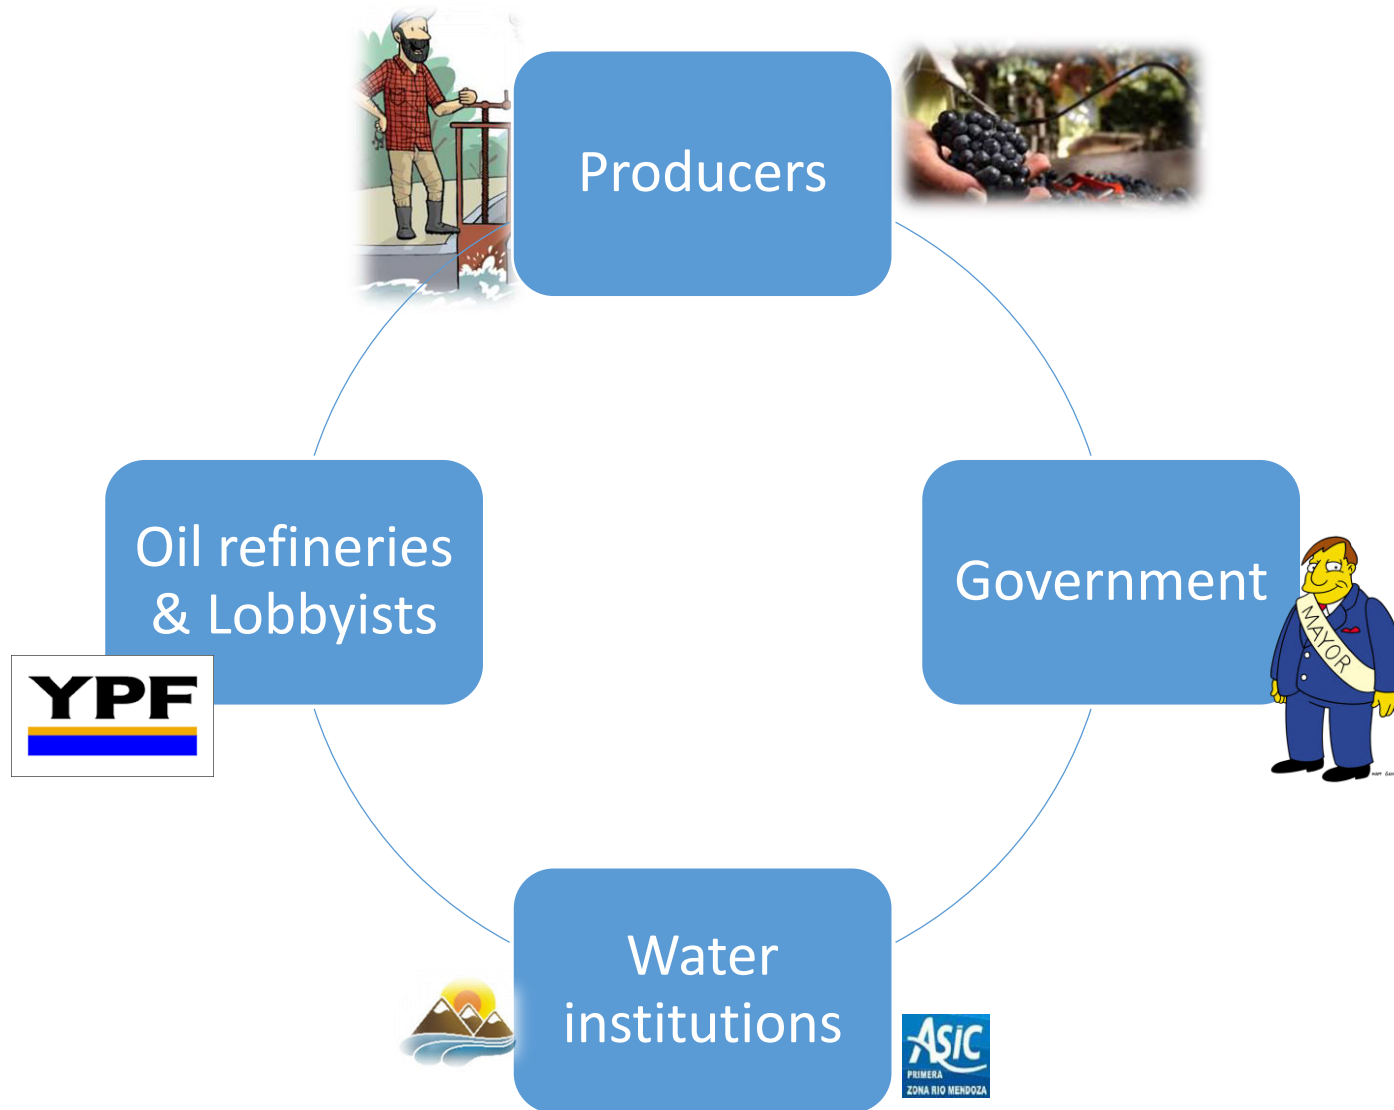 Producers
Oil refineries
& Lobbyists
Government
MAYOR
YPF
Water
institutions
ASiC
PRIMERA
ZONA RIO MENDOZA